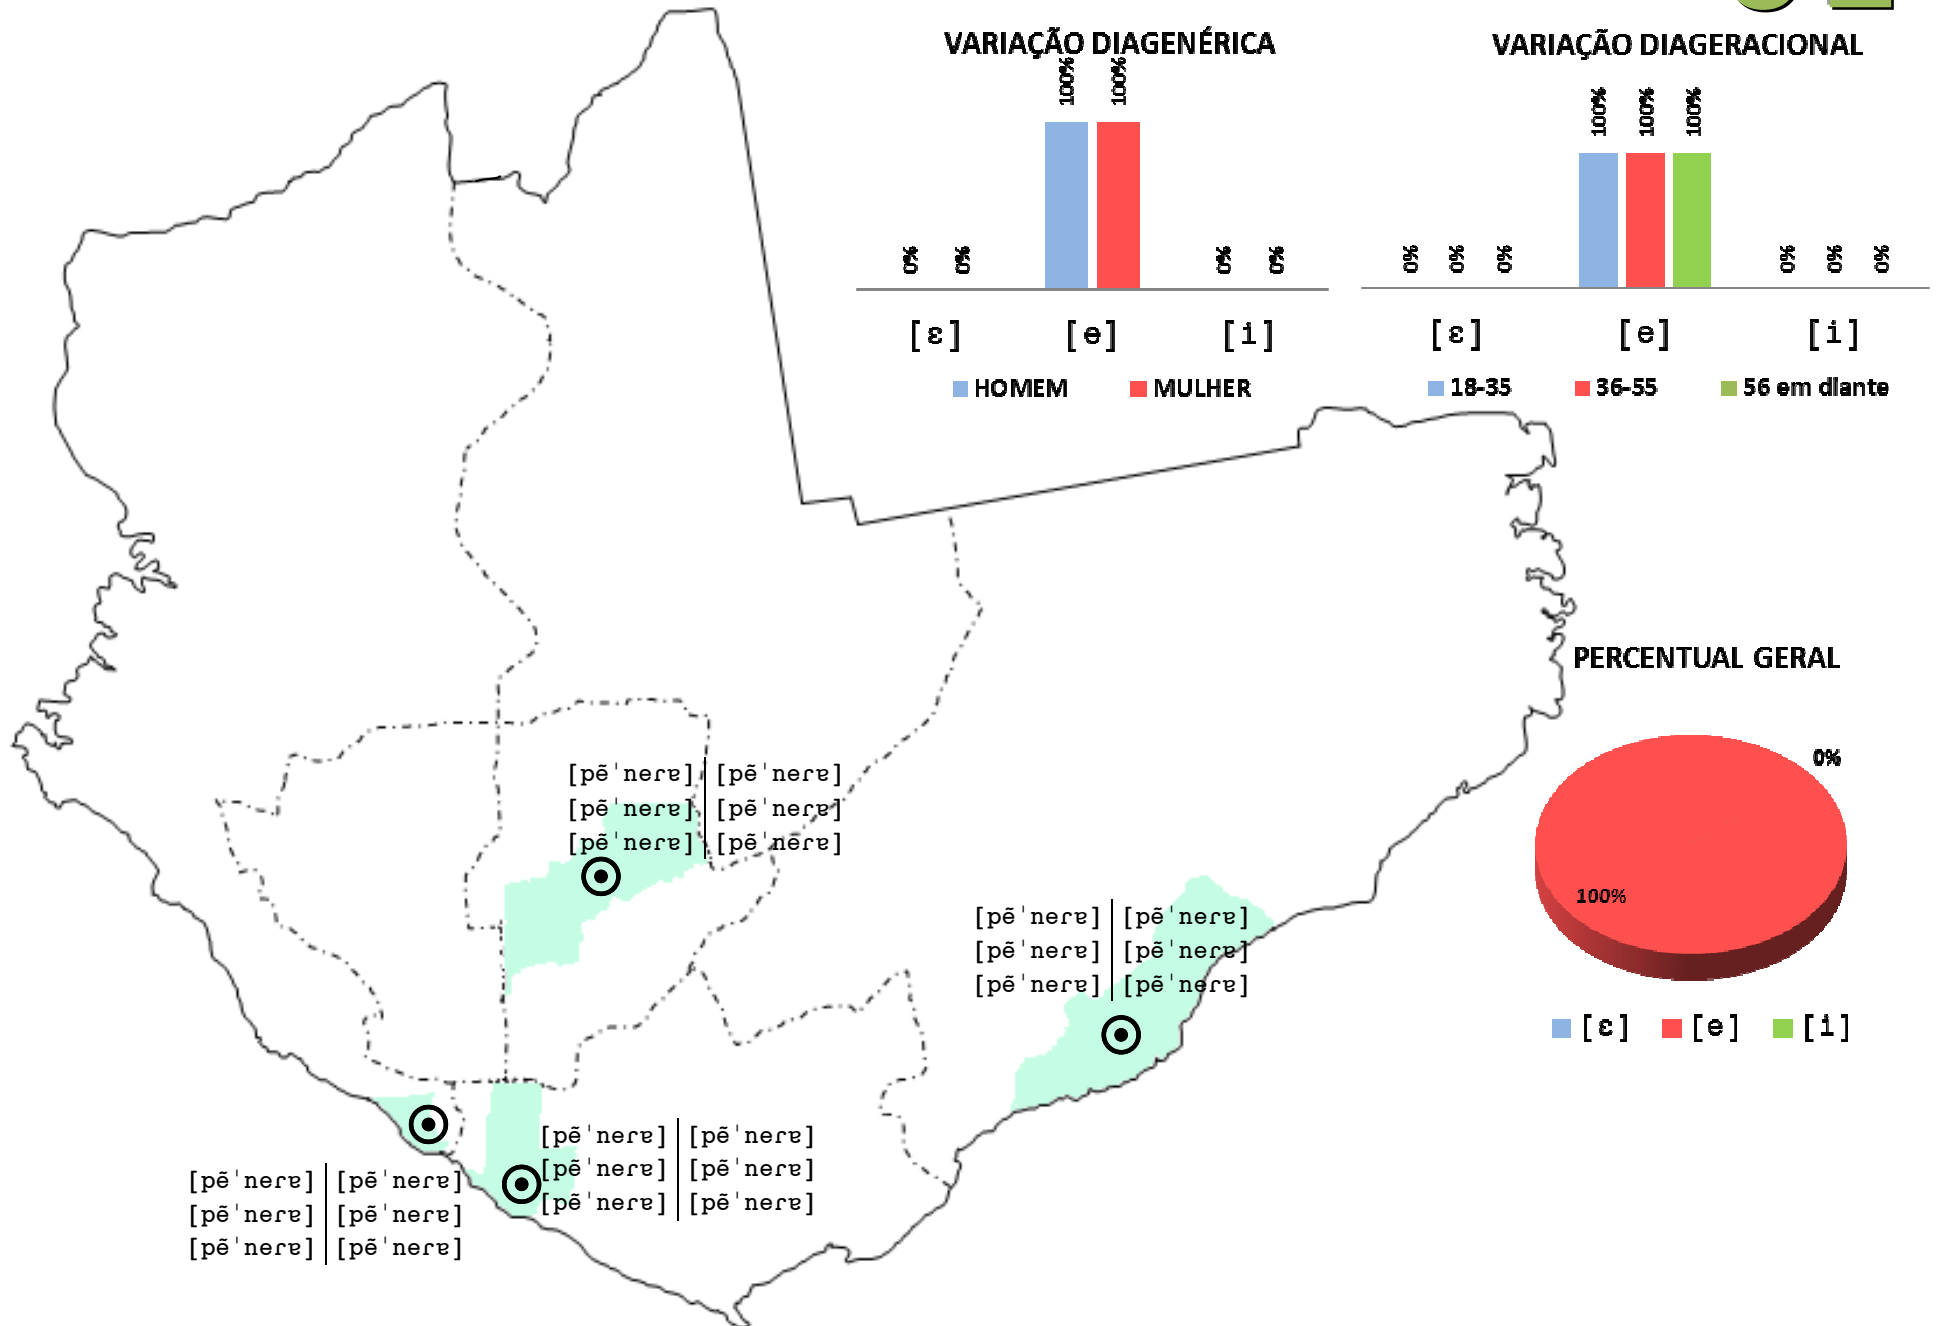 VARIAÇÃO DIAGENÉRICA
100% 100%
0% 0% 0% 0%
[ɛ] [e] [i]
HOMEM MULHER
VARIAÇÃO DIAGERACIONAL
100% 100% 100%
0% 0% 0% 0% 0% 0%
[ɛ] [e] [i]
18-35 36-55 56 em diante
PERCENTUAL GERAL
0%
100%
[ɛ] [e] [i]
[pẽˈneɾɐ] [pẽˈneɾɐ]
[pẽˈneɾɐ] [pẽˈneɾɐ]
[pẽˈneɾɐ] [pẽˈneɾɐ]
[pẽˈneɾɐ] [pẽˈneɾɐ]
[pẽˈneɾɐ] [pẽˈneɾɐ]
[pẽˈneɾɐ] [pẽˈneɾɐ]
[pẽˈneɾɐ] [pẽˈneɾɐ]
[pẽˈneɾɐ] [pẽˈneɾɐ]
[pẽˈneɾɐ] [pẽˈneɾɐ]
[pẽˈneɾɐ] [pẽˈneɾɐ]
[pẽˈneɾɐ] [pẽˈneɾɐ]
[pẽˈneɾɐ] [pẽˈneɾɐ]